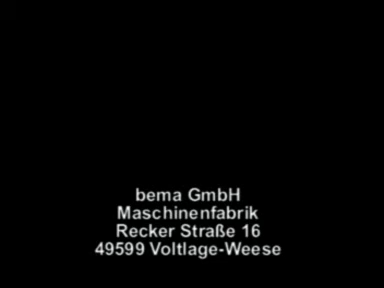 bema GmbH
Maschinenfabrik
Recker Straße 16
49599 Voltlage-Weese